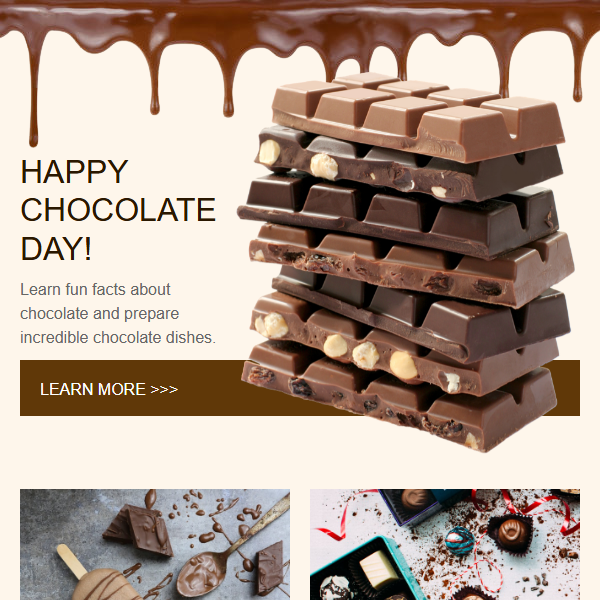 HAPPY
CHOCOLATE
DAY!
Learn fun facts about
chocolate and prepare
incredible chocolate dishes.
LEARN MORE >>>